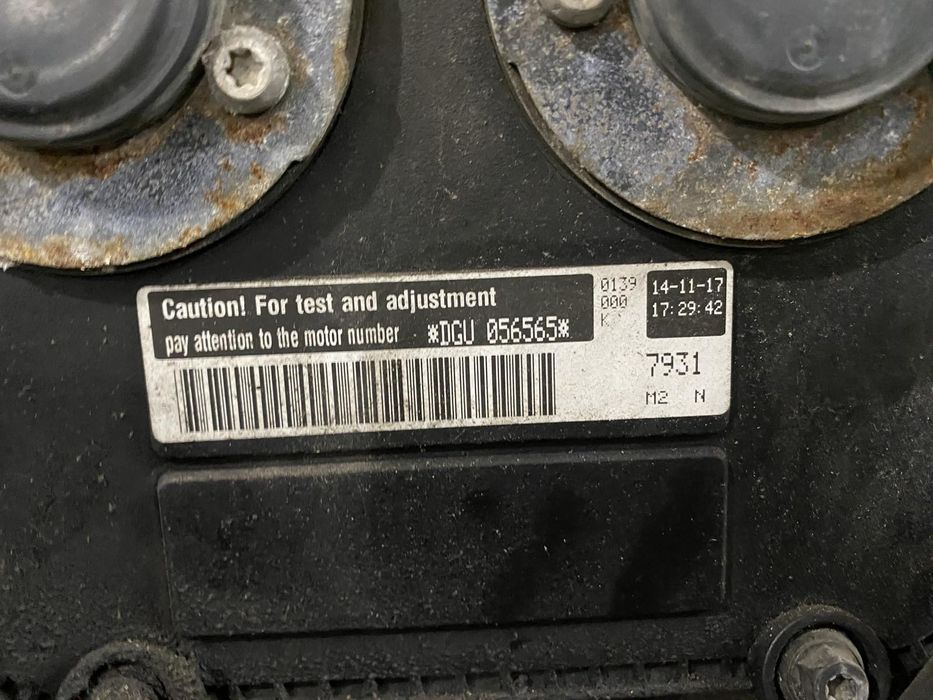 Caution! For test and adjustment
pay attention to the motor number *DGU 056565*
0139
000
K
14-11-17
17:29:42
7931
M2 N